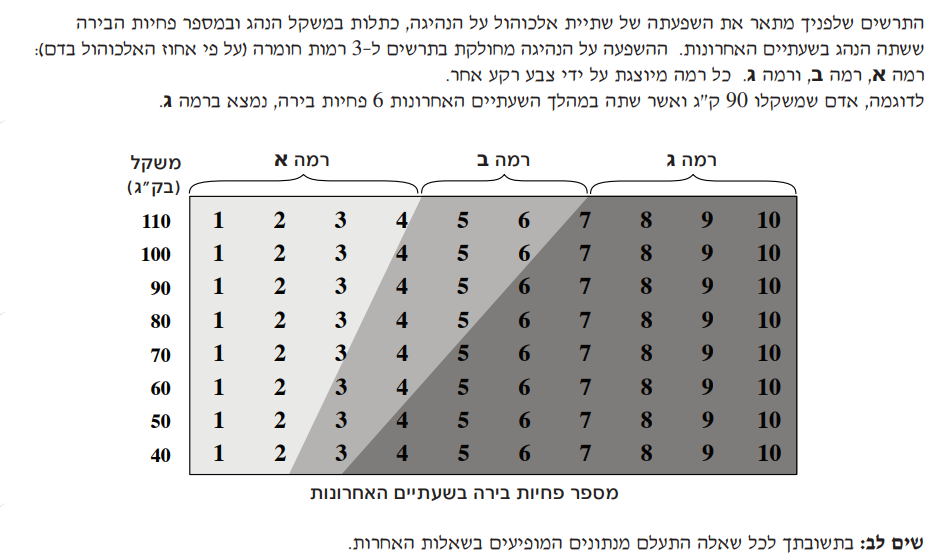 התרשים שלפניך מתאר את השפעתה של שתיית אלכוהול על הנהיגה, כתלות במשקל הנהג ובמספר פחיות הבירה
ששתה הנהג בשעתיים האחרונות. ההשפעה על הנהיגה מחולקת בתרשים ל-3 רמות חומרה (על פי אחוז האלכוהול בדם):
רמה א, רמה ב, ורמה ג. כל רמה מיוצגת על ידי צבע רקע אחר.
לדוגמה, אדם שמשקלו 90 ק"ג ואשר שתה במהלך השעתיים האחרונות 6 פחיות בירה, נמצא ברמה ג.
משקל רמה א רמה ב רמה ג
(בק"ג)
110 1 2 3 4 5 6 7 8 9 10
100 1 2 3 4 5 6 7 8 9 10
90 1 2 3 4 5 6 7 8 9 10
80 1 2 3 4 5 6 7 8 9 10
70 1 2 3 4 5 6 7 8 9 10
60 1 2 3 4 5 6 7 8 9 10
50 1 2 3 4 5 6 7 8 9 10
40 1 2 3 4 5 6 7 8 9 10
מספר פחיות בירה בשעתיים האחרונות
שים לב: בתשובתך לכל שאלה התעלם מנתונים המופיעים בשאלות האחרות.